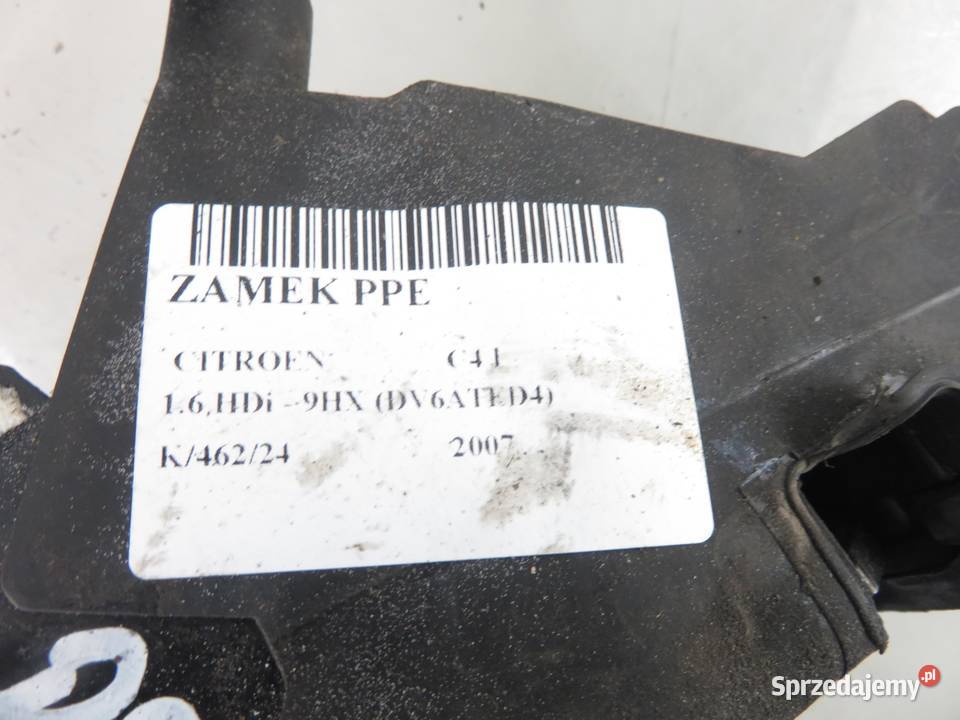 ZAMEK PPE
CITROEN C4 I
1.6 HDi - 9HX (DV6ATED4)
K/462/24 2007
Sprzedajemy.pl